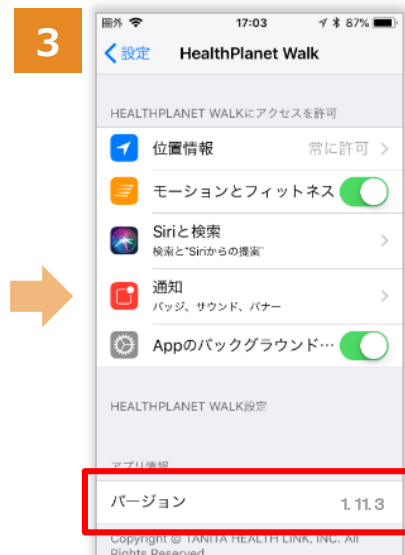 3
圏外 17:03 87%
設定 HealthPlanet Walk
HEALTHPLANET WALKにアクセスを許可
位置情報 常に許可
モーションとフィットネス
Siriと検索
検索と"Siriからの提案"
通知
バッジ、サウンド、バナー
Appのバックグラウンド…
HEALTHPLANET WALK設定
アプリ情報
バージョン 1.11.3
Copyright © TANITA HEALTH LINK, INC. All
Rights Reserved